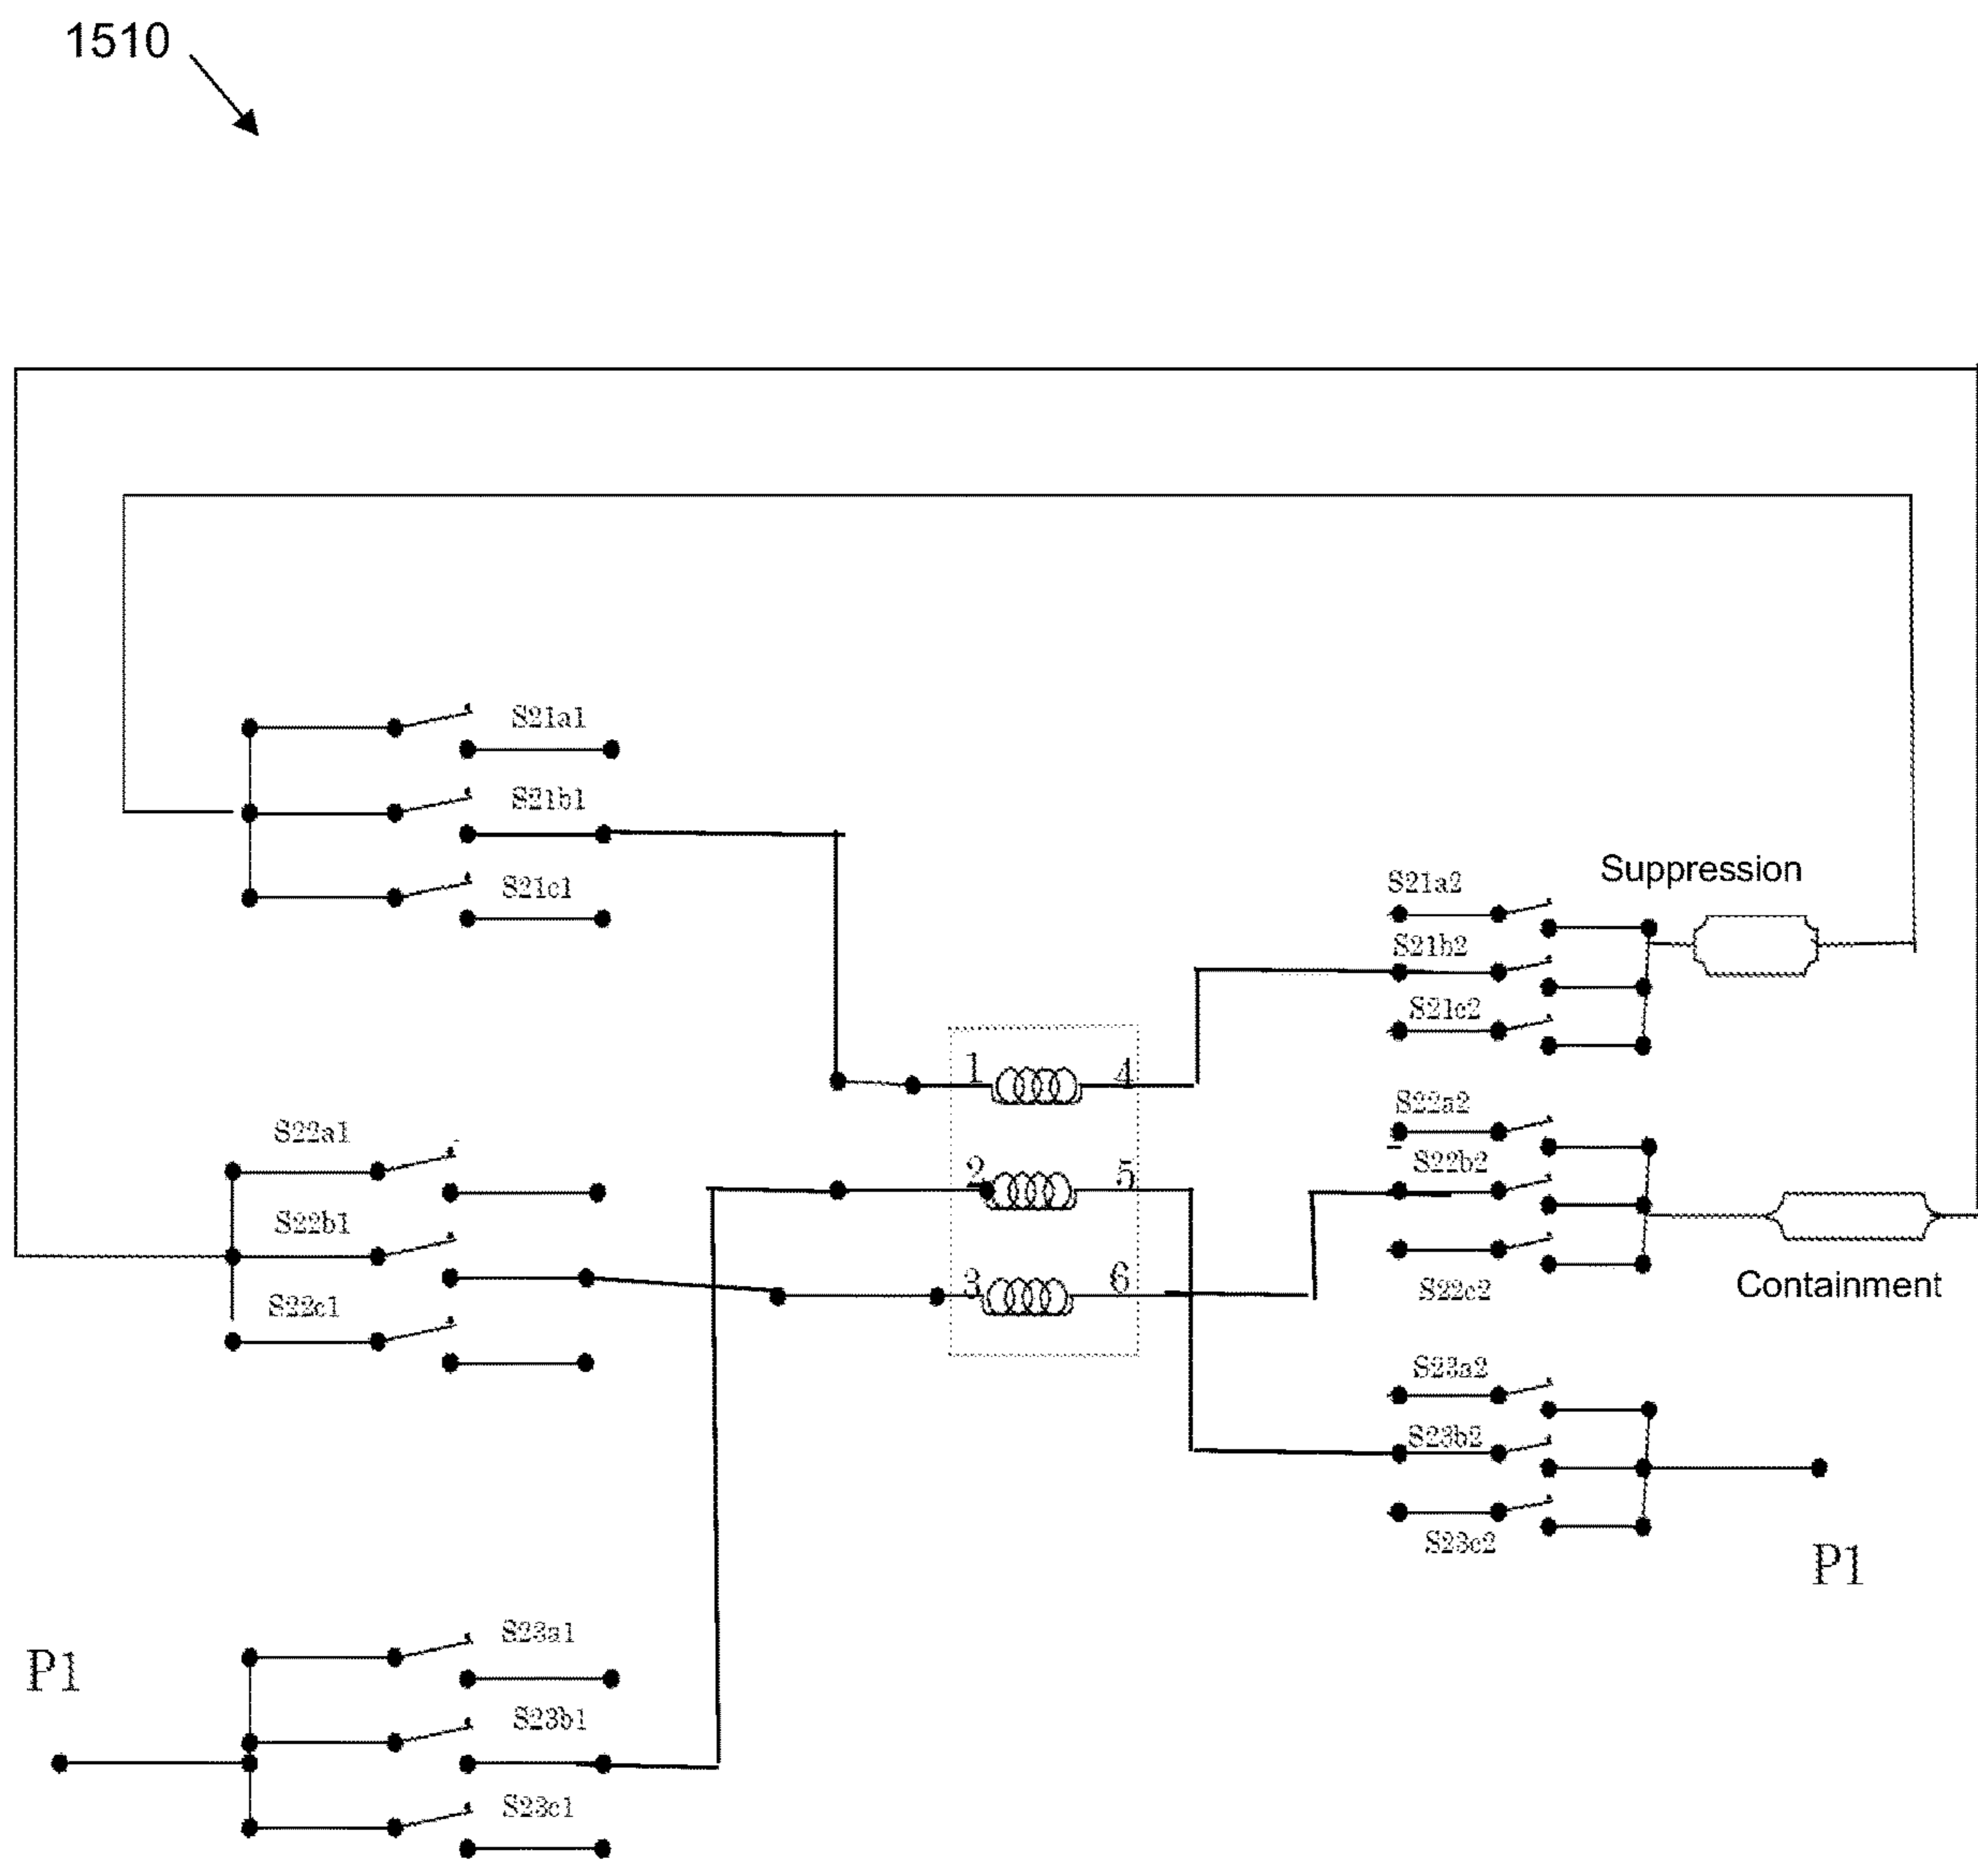 1510
S21a1
S21b1
S21c1
Suppression
S21a2
S21b2
S21c2
1
4
S22a1
S22b1
S22c1
2
5
3
6
S22a2
S22b2
S22c2
Containment
S23a2
S23b2
S23c2
P1
P1
S23a1
S23b1
S23c1